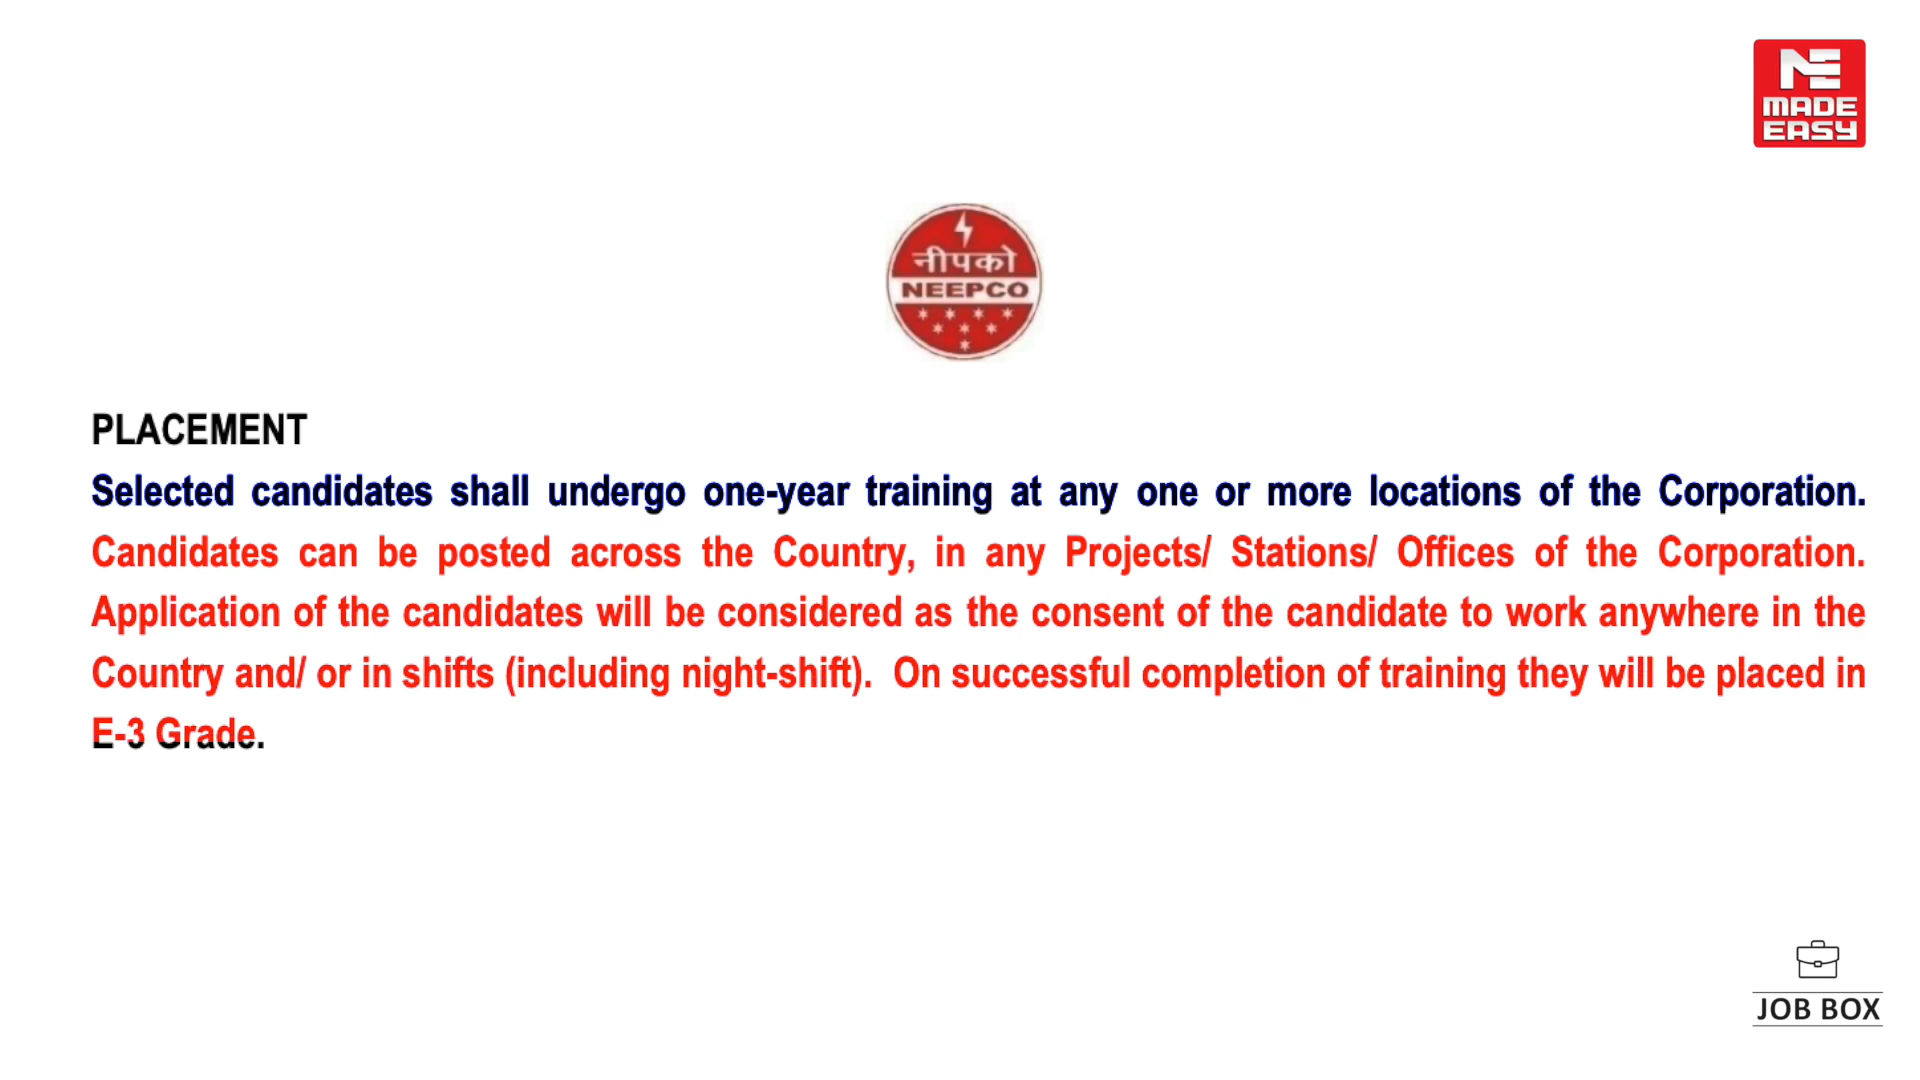 MADE
EASY
नीपको
NEEPCO
PLACEMENT
Selected candidates shall undergo one-year training at any one or more locations of the Corporation.
Candidates can be posted across the Country, in any Projects/ Stations/ Offices of the Corporation.
Application of the candidates will be considered as the consent of the candidate to work anywhere in the
Country and/ or in shifts (including night-shift). On successful completion of training they will be placed in
E-3 Grade.
JOB BOX